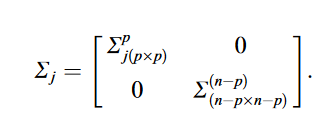 Σ_j = [ Σ^p_{j(p×p)} 0
0 Σ^{(n−p)}_{(n−p×n−p)} ].